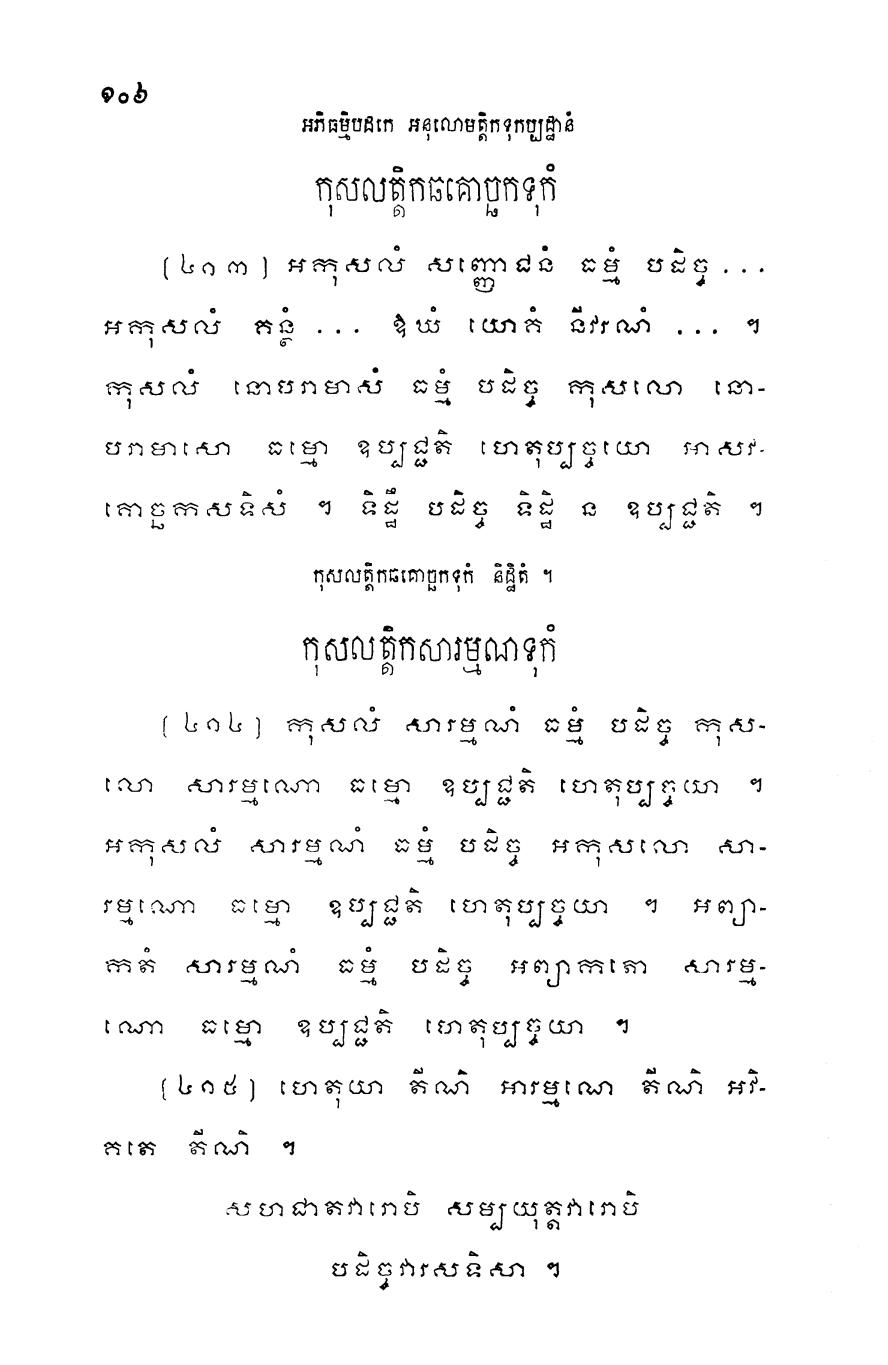 ១០៦
អភិធម្មបិដកេ អនុលោមត្តិកទុកប្បដ្ឋានំ
កុសលត្តិកឆគោច្ឆកទុកំ
(៤១៣) អកុសលំ សញ្ញោជនំ ធម្មំ បដិច្ច ...
អកុសលំ គន្ថំ ... ឱឃំ យោគំ នីវរណំ ... ។
កុសលំ នោបរាមាសំ ធម្មំ បដិច្ច កុសលោ នោ-
បរាមាសោ ធម្មោ ឧប្បជ្ជតិ ហេតុប្បច្ចយោ អាសវ-
គោច្ឆកសទិសំ ។ ទិដ្ឋឹ បដិច្ច ទិដ្ឋិ ន ឧប្បជ្ជតិ ។
កុសលត្តិកឆគោច្ឆកទុកំ និដ្ឋិតំ ។
កុសលត្តិកសារម្មណទុកំ
(៤១៤) កុសលំ សារម្មណំ ធម្មំ បដិច្ច កុស-
លោ សារម្មណោ ធម្មោ ឧប្បជ្ជតិ ហេតុប្បច្ចយា ។
អកុសលំ សារម្មណំ ធម្មំ បដិច្ច អកុសលោ សា-
រម្មណោ ធម្មោ ឧប្បជ្ជតិ ហេតុប្បច្ចយា ។ អព្យា-
កតំ សារម្មណំ ធម្មំ បដិច្ច អព្យាកតោ សារម្ម-
ណោ ធម្មោ ឧប្បជ្ជតិ ហេតុប្បច្ចយា ។
(៤១៥) ហេតុយា តីណិ អារម្មណេ តីណិ អវិ-
គតេ តីណិ ។
សហជាតវារេបិ សម្បយុត្តវារេបិ
បដិច្ចវារសទិសា ។